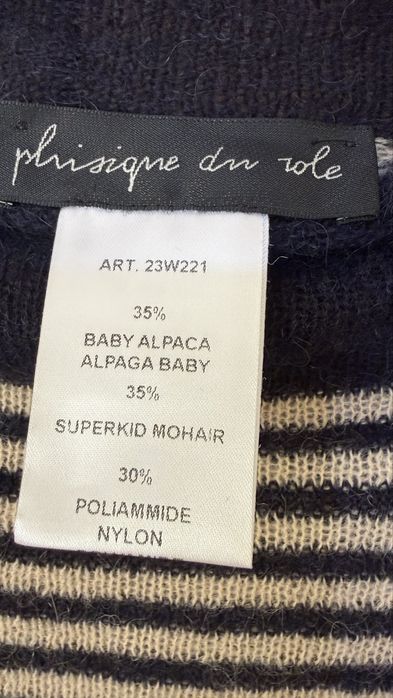 phisique du role
ART. 23W221
35%
BABY ALPACA
ALPAGA BABY
35%
SUPERKID MOHAIR
30%
POLIAMMIDE
NYLON